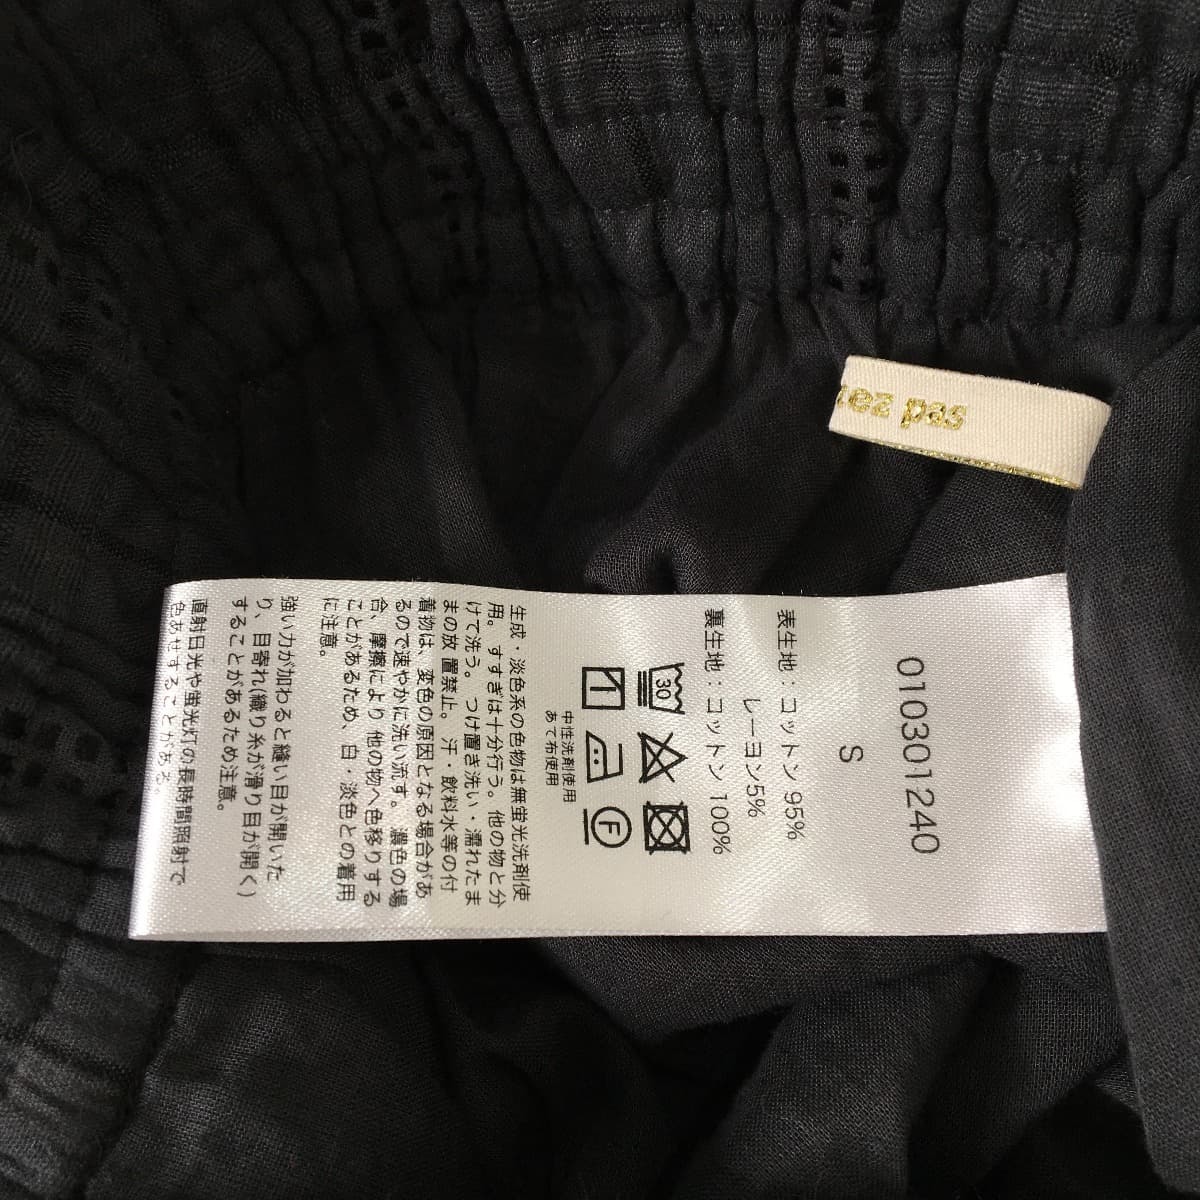 ez pas
0103012​40
S
表生地：コットン 95%
レーヨン5%
裏生地：コットン 100%
30
F
中性洗剤使用
あて布使用
生成・淡色系の色物は無蛍光洗剤使
用。すすぎは十分行う。他の物と分
けて洗う。つけ置き洗い・濡れたま
まの放 置禁止。汗・飲料水等の付
着物は、変色の原因となる場合があ
るので速やかに洗い流す。濃色の場
合、摩擦により他の物へ色移りする
ことがあるため、白・淡色との着用
に注意。
強い力が加わると縫い目が開いた
り、目寄れ(織り糸が滑り目が開く)
することがあるため注意。
直射日光や蛍光灯の長時間照射で
色あせすることがある。